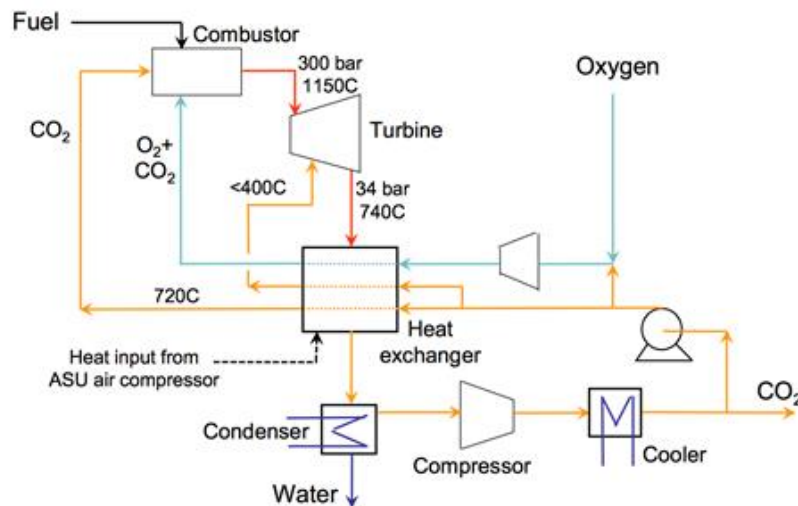 Fuel
Combustor
300 bar
1150C
Oxygen
CO₂
O₂+
CO₂
Turbine
<400C
34 bar
740C
720C
Heat
exchanger
Heat input from
ASU air compressor
CO₂
Condenser
Compressor
Cooler
Water